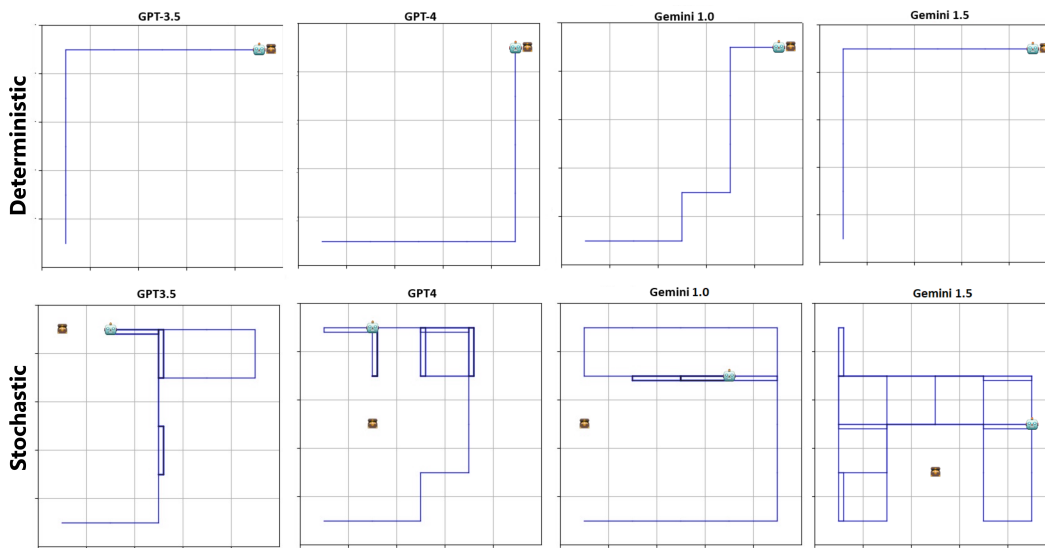 GPT-3.5
GPT-4
Gemini 1.0
Gemini 1.5
Deterministic
GPT3.5
GPT4
Gemini 1.0
Gemini 1.5
Stochastic